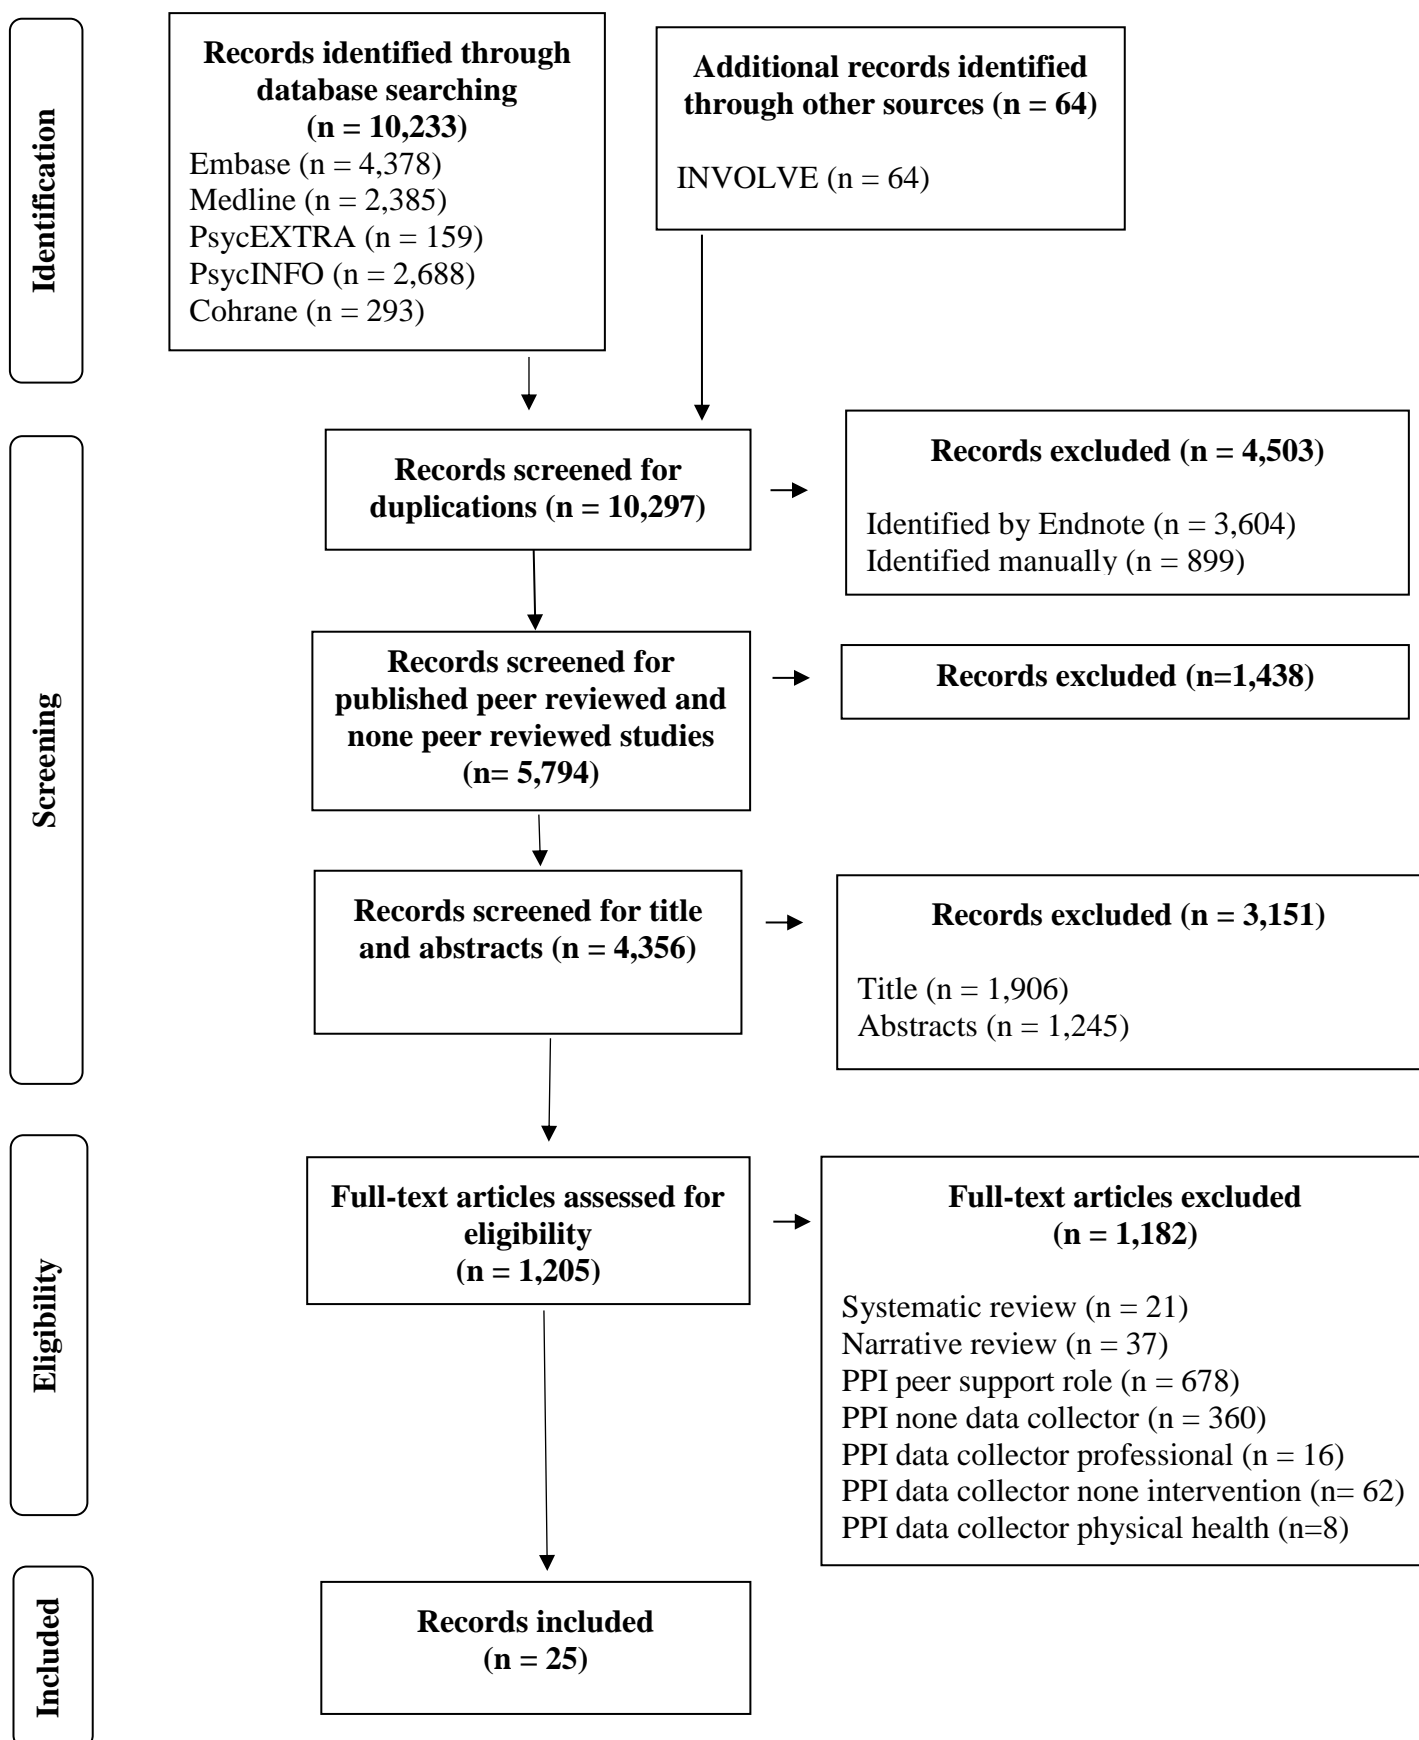 Identification
Records identified through
database searching
(n = 10,233)
Embase (n = 4,378)
Medline (n = 2,385)
PsycEXTRA (n = 159)
PsycINFO (n = 2,688)
Cohrane (n = 293)
Additional records identified
through other sources (n = 64)
INVOLVE (n = 64)
Screening
Records screened for
duplications (n = 10,297)
Records excluded (n = 4,503)
Identified by Endnote (n = 3,604)
Identified manually (n = 899)
Records screened for
published peer reviewed and
none peer reviewed studies
(n= 5,794)
Records excluded (n=1,438)
Records screened for title
and abstracts (n = 4,356)
Records excluded (n = 3,151)
Title (n = 1,906)
Abstracts (n = 1,245)
Eligibility
Full-text articles assessed for
eligibility
(n = 1,205)
Full-text articles excluded
(n = 1,182)
Systematic review (n = 21)
Narrative review (n = 37)
PPI peer support role (n = 678)
PPI none data collector (n = 360)
PPI data collector professional (n = 16)
PPI data collector none intervention (n= 62)
PPI data collector physical health (n=8)
Included
Records included
(n = 25)